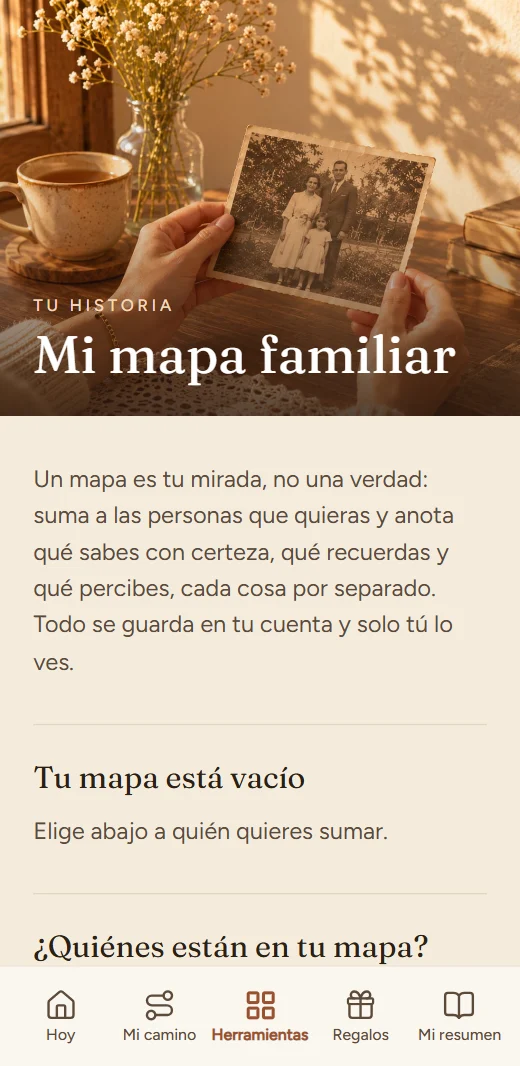 TU HISTORIA
Mi mapa familiar
Un mapa es tu mirada, no una verdad:
suma a las personas que quieras y anota
qué sabes con certeza, qué recuerdas y
qué percibes, cada cosa por separado.
Todo se guarda en tu cuenta y solo tú lo
ves.
Tu mapa está vacío
Elige abajo a quién quieres sumar.
¿Quiénes están en tu mapa?
Hoy
Mi camino
Herramientas
Regalos
Mi resumen